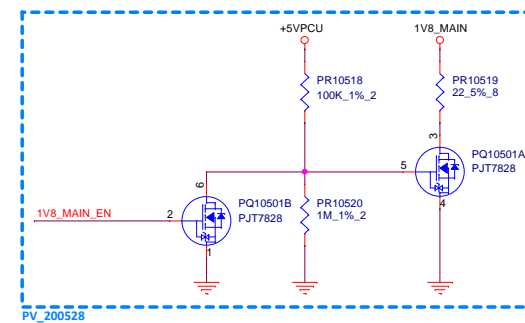 +5VPCU
1V8_MAIN
PR10518
100K_1%_2
PR10519
22_5%_8
3
PQ10501A
PJT7828
5
4
6
PQ10501B
PJT7828
PR10520
1M_1%_2
1V8_MAIN_EN
2
1
PV_200528